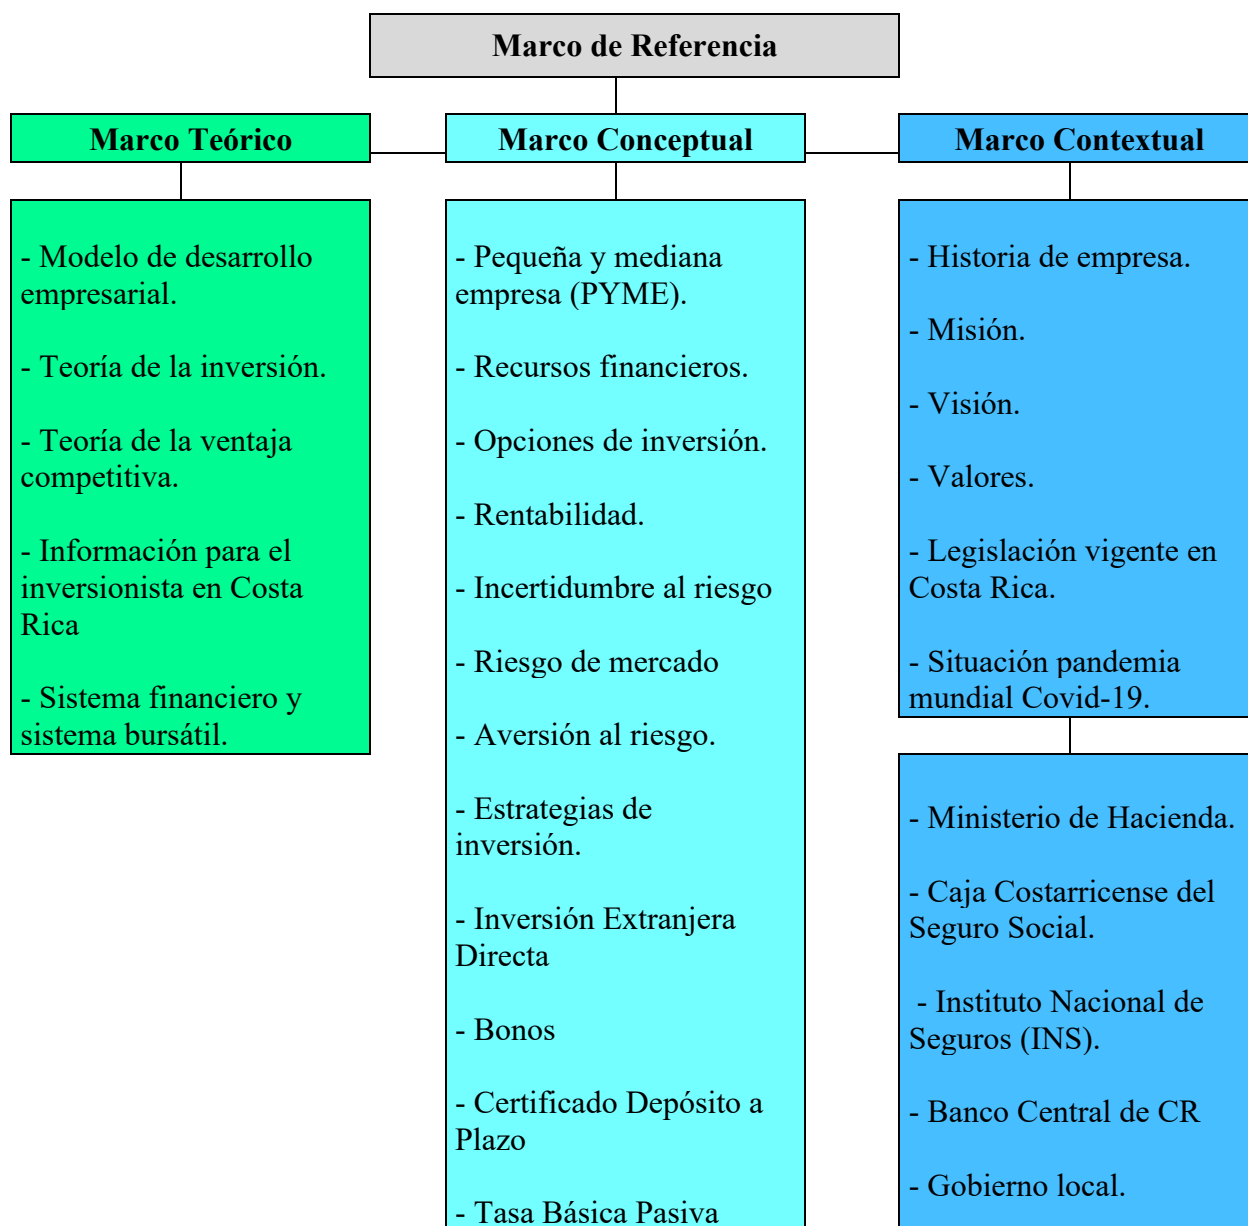 Marco de Referencia
Marco Teórico
- Modelo de desarrollo
empresarial.
- Teoría de la inversión.
- Teoría de la ventaja
competitiva.
- Información para el
inversionista en Costa
Rica
- Sistema financiero y
sistema bursátil.
Marco Conceptual
- Pequeña y mediana
empresa (PYME).
- Recursos financieros.
- Opciones de inversión.
- Rentabilidad.
- Incertidumbre al riesgo
- Riesgo de mercado
- Aversión al riesgo.
- Estrategias de
inversión.
- Inversión Extranjera
Directa
- Bonos
- Certificado Depósito a
Plazo
- Tasa Básica Pasiva
Marco Contextual
- Historia de empresa.
- Misión.
- Visión.
- Valores.
- Legislación vigente en
Costa Rica.
- Situación pandemia
mundial Covid-19.
- Ministerio de Hacienda.
- Caja Costarricense del
Seguro Social.
- Instituto Nacional de
Seguros (INS).
- Banco Central de CR
- Gobierno local.